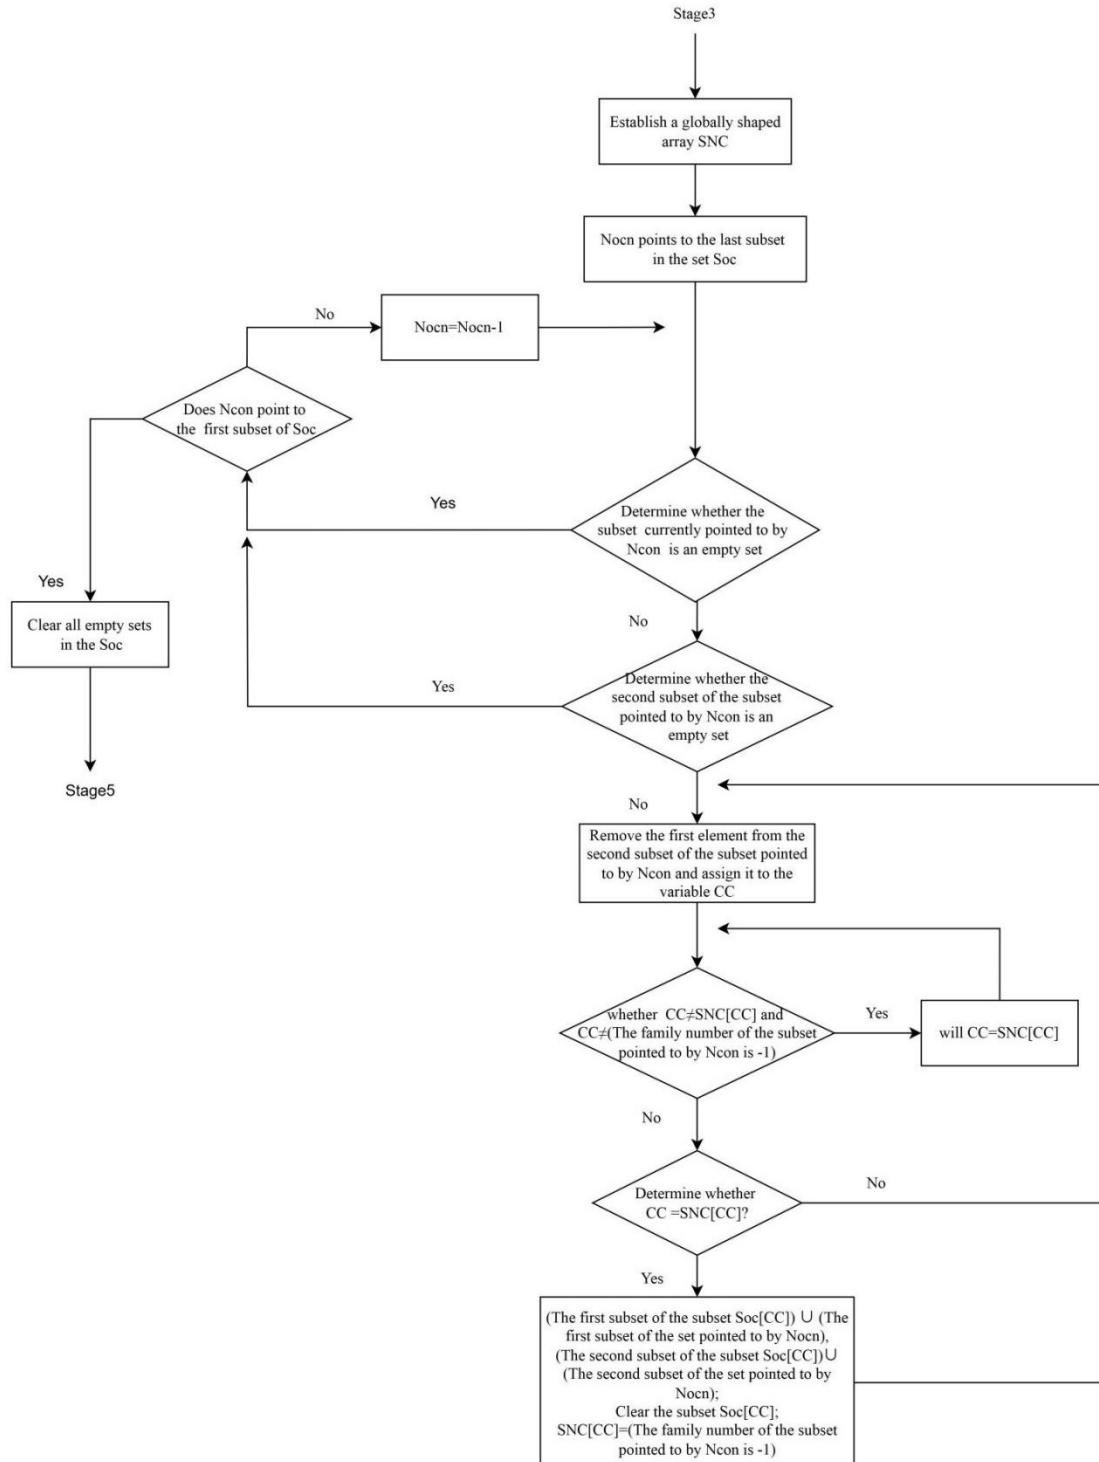 Stage3
Establish a globally shaped
array SNC
Nocn points to the last subset
in the set Soc
No
Nocn=Nocn-1
Does Ncon point to
the first subset of Soc
Yes
Determine whether the
subset currently pointed to by
Ncon is an empty set
Yes
Clear all empty sets
in the Soc
No
Yes
Determine whether the
second subset of the subset
pointed to by Ncon is an
empty set
Stage5
No
Remove the first element from the
second subset of the subset pointed
to by Ncon and assign it to the
variable CC
whether CC≠SNC[CC] and
CC≠(The family number of the subset
pointed to by Ncon is -1)
Yes
will CC=SNC[CC]
No
Determine whether
CC =SNC[CC]?
No
Yes
(The first subset of the subset Soc[CC]) ∪ (The
first subset of the set pointed to by Nocn),
(The second subset of the subset Soc[CC])∪
(The second subset of the set pointed to by
Nocn);
Clear the subset Soc[CC];
SNC[CC]=(The family number of the subset
pointed to by Ncon is -1)